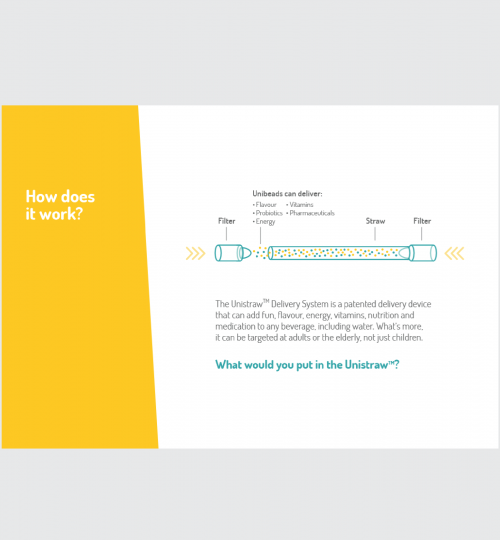 How does
it work?
Unibeads can deliver:
• Flavour • Vitamins
• Probiotics • Pharmaceuticals
• Energy
Filter
Straw
Filter
The Unistraw™ Delivery System is a patented delivery device
that can add fun, flavour, energy, vitamins, nutrition and
medication to any beverage, including water. What's more,
it can be targeted at adults or the elderly, not just children.
What would you put in the Unistraw™?